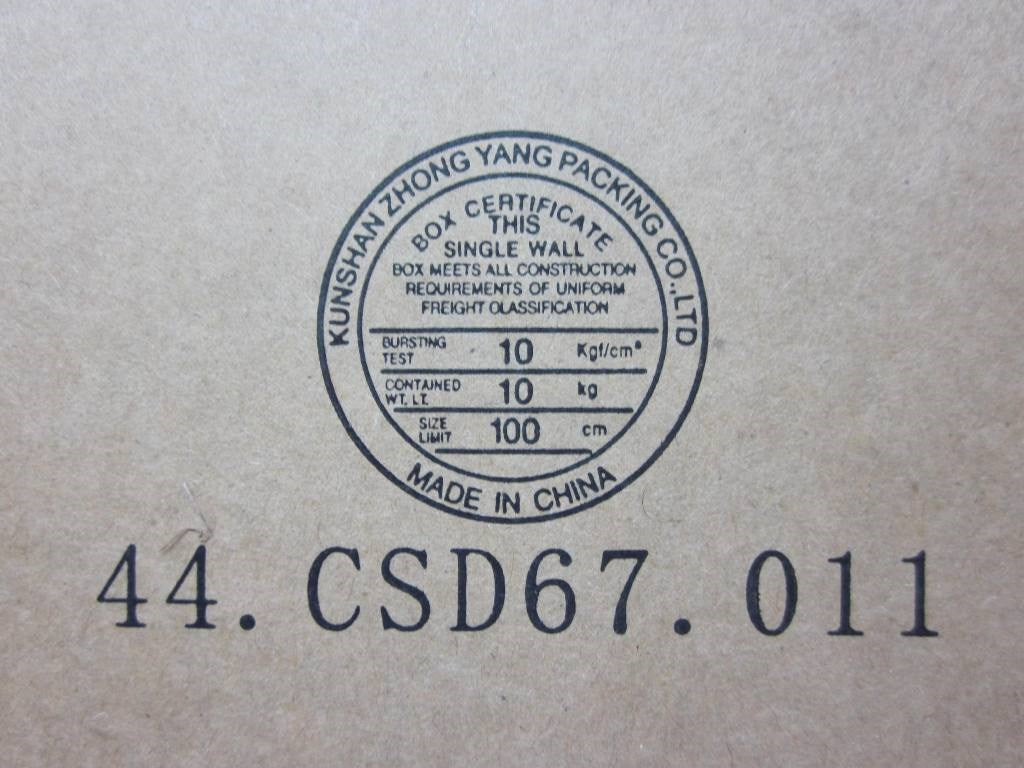 KUNSHAN ZHONG YANG PACKING CO.,LTD
BOX CERTIFICATE
THIS
SINGLE WALL
BOX MEETS ALL CONSTRUCTION
REQUIREMENTS OF UNIFORM
FREIGHT CLASSIFICATION
BURSTING
TEST
10
Kgf/cm²
CONTAINED
WT. LT.
10
kg
SIZE
LIMIT
100
cm
MADE IN CHINA
44.CSD67.011